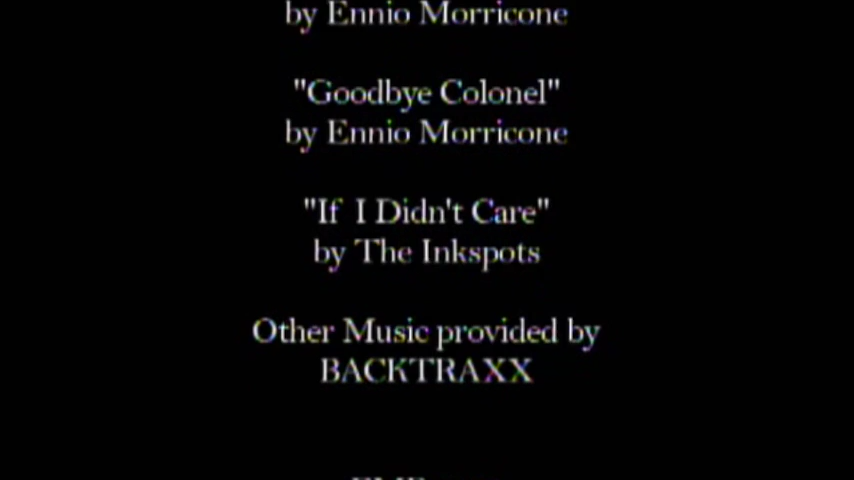 by Ennio Morricone
"Goodbye Colonel"
by Ennio Morricone
"If I Didn't Care"
by The Inkspots
Other Music provided by
BACKTRAXX